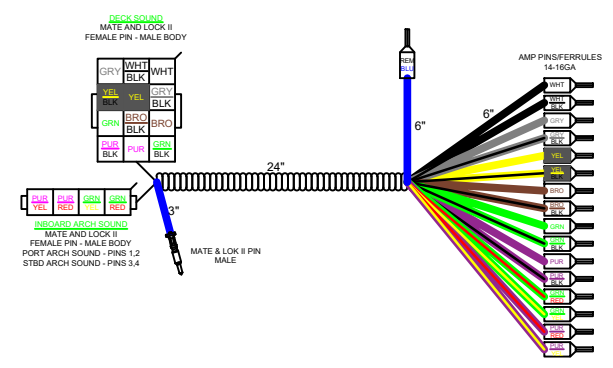 DECK SOUND
MATE AND LOCK II
FEMALE PIN - MALE BODY
GRY WHT BLK WHT
YEL BLK YEL GRY BLK
GRN BRO BLK BRO
PUR BLK PUR GRN BLK
REM
BLU
6"
24"
3"
PUR YEL PUR RED GRN YEL GRN RED
INBOARD ARCH SOUND
MATE AND LOCK II
FEMALE PIN - MALE BODY
PORT ARCH SOUND - PINS 1,2
STBD ARCH SOUND - PINS 3,4
MATE & LOK II PIN
MALE
AMP PINS/FERRULES
14-16GA
6"
WHT
WHT
BLK
GRY
GRY
BLK
YEL
YEL
BLK
BRO
BRO
BLK
GRN
GRN
BLK
PUR
PUR
BLK
GRN
RED
GRN
YEL
PUR
RED
PUR
YEL